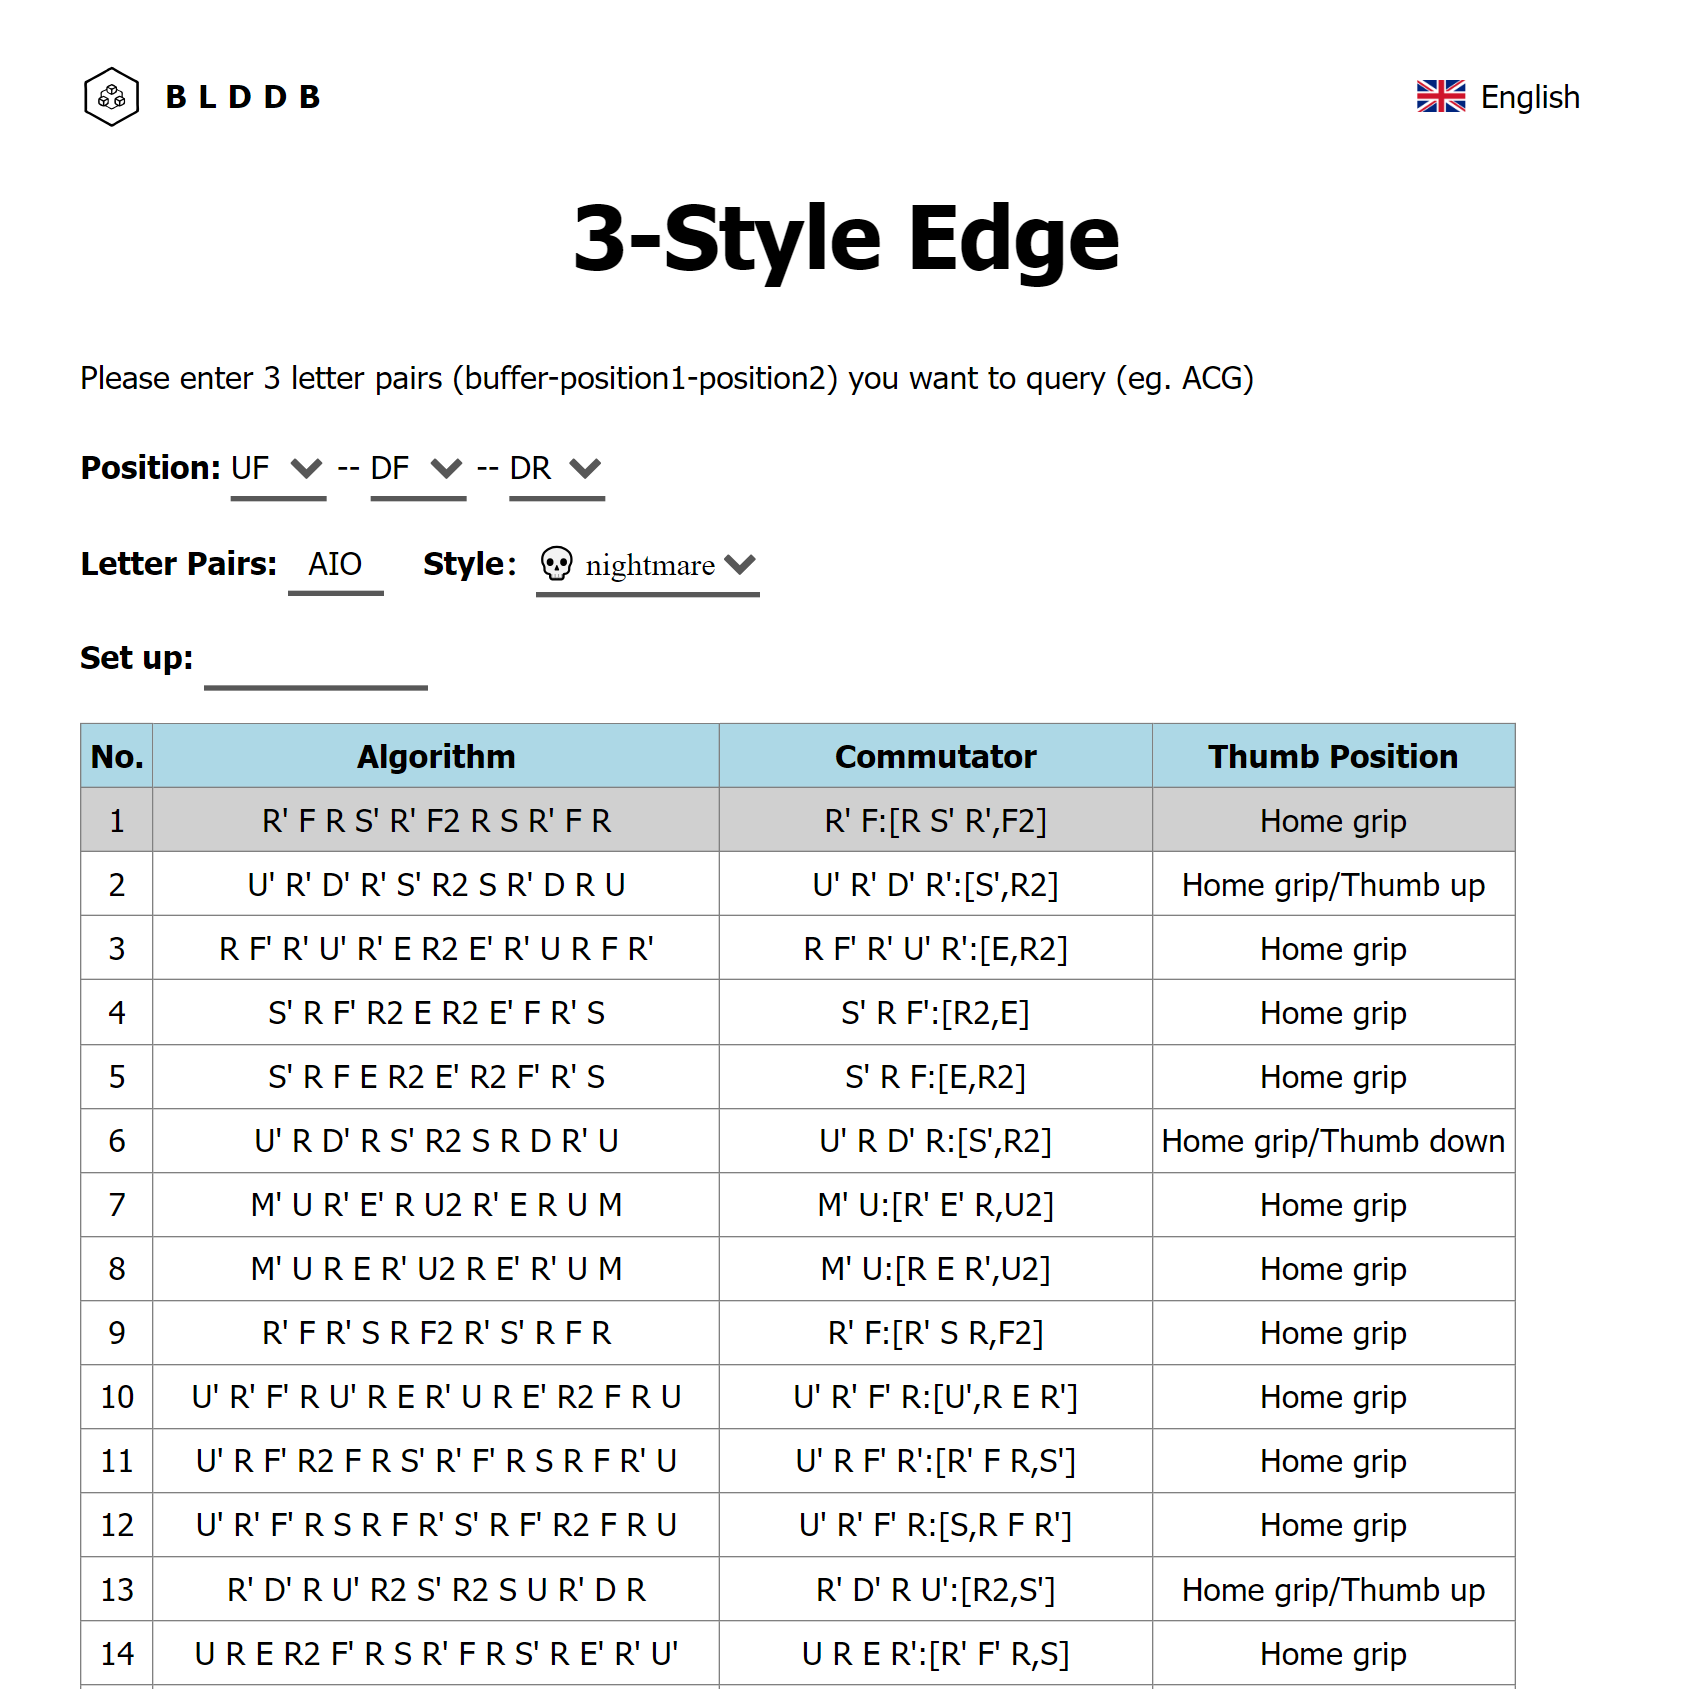 BLDDB English
3-Style Edge
Please enter 3 letter pairs (buffer-position1-position2) you want to query (eg. ACG)
Position: UF -- DF -- DR
Letter Pairs: AIO Style: 💀 nightmare
Set up:
No. Algorithm Commutator Thumb Position
1 R' F R S' R' F2 R S R' F R R' F:[R S' R',F2] Home grip
2 U' R' D' R' S' R2 S R' D R U U' R' D' R':[S',R2] Home grip/Thumb up
3 R F' R' U' R' E R2 E' R' U R F R' R F' R' U' R':[E,R2] Home grip
4 S' R F' R2 E R2 E' F R' S S' R F':[R2,E] Home grip
5 S' R F E R2 E' R2 F' R' S S' R F:[E,R2] Home grip
6 U' R D' R S' R2 S R D R' U U' R D' R:[S',R2] Home grip/Thumb down
7 M' U R' E' R U2 R' E R U M M' U:[R' E' R,U2] Home grip
8 M' U R E R' U2 R E' R' U M M' U:[R E R',U2] Home grip
9 R' F R' S R F2 R' S' R F R R' F:[R' S R,F2] Home grip
10 U' R' F' R U' R E R' U R E' R2 F R U U' R' F' R:[U',R E R'] Home grip
11 U' R F' R2 F R S' R' F' R S R F R' U U' R F' R':[R' F R,S'] Home grip
12 U' R' F' R S R F R' S' R F' R2 F R U U' R' F' R:[S,R F R'] Home grip
13 R' D' R U' R2 S' R2 S U R' D R R' D' R U':[R2,S'] Home grip/Thumb up
14 U R E R2 F' R S R' F R S' R E' R' U' U R E R':[R' F' R,S] Home grip